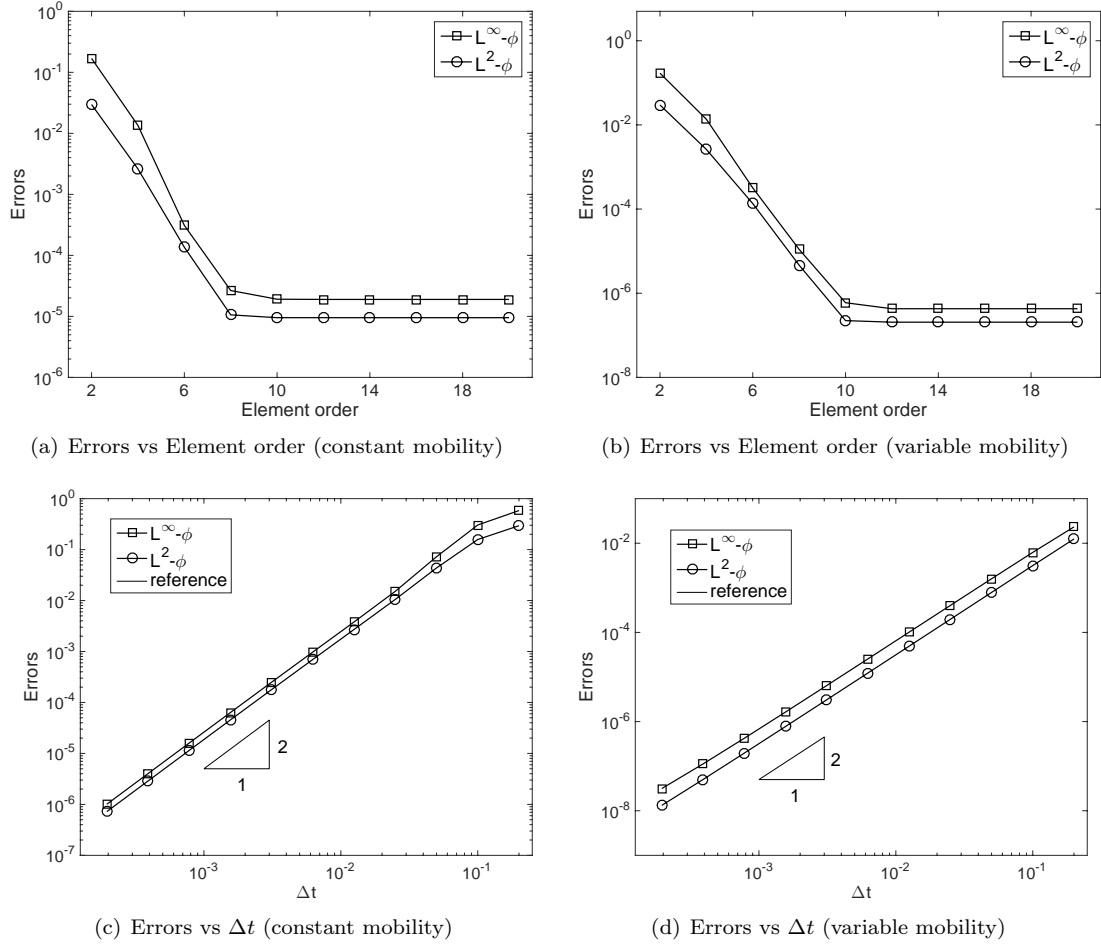 10^0
10^-1
10^-2
10^-3
10^-4
10^-5
10^-6
Errors
L^∞-ϕ
L^2-ϕ
2 6 10 14 18
Element order
(a) Errors vs Element order (constant mobility)
10^0
10^-2
10^-4
10^-6
10^-8
Errors
L^∞-ϕ
L^2-ϕ
2 6 10 14 18
Element order
(b) Errors vs Element order (variable mobility)
10^0
10^-1
10^-2
10^-3
10^-4
10^-5
10^-6
10^-7
Errors
L^∞-ϕ
L^2-ϕ
reference
2
1
10^-3 10^-2 10^-1
Δt
(c) Errors vs Δt (constant mobility)
10^-2
10^-4
10^-6
10^-8
Errors
L^∞-ϕ
L^2-ϕ
reference
2
1
10^-3 10^-2 10^-1
Δt
(d) Errors vs Δt (variable mobility)